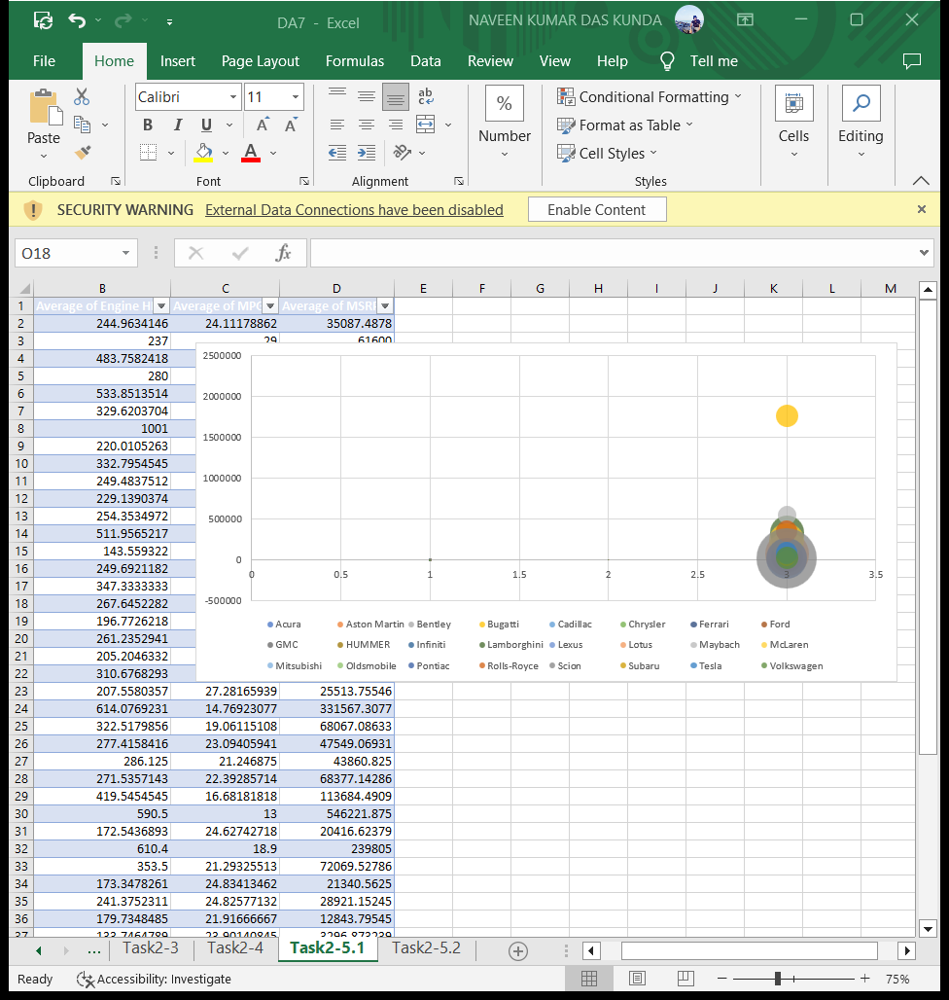 DA7 - Excel NAVEEN KUMAR DAS KUNDA
File Home Insert Page Layout Formulas Data Review View Help Tell me
Calibri 11 ab Conditional Formatting
Paste B I U A A % Number Format as Table Cells Editing
A Cell Styles
Clipboard Font Alignment Styles
SECURITY WARNING External Data Connections have been disabled Enable Content
O18 fx
B C D E F G H I J K L M
1 Average of Engine H Average of MPG Average of MSR
2 244.9634146 24.11178862 35087.4878
3 237 29 61600
4 483.7582418
5 280
6 533.8513514
7 329.6203704
8 1001
9 220.0105263
10 332.7954545
11 249.4837512
12 229.1390374
13 254.3534972
14 511.9565217
15 143.559322
16 249.6921182
17 347.3333333
18 267.6452282
19 196.7726218
20 261.2352941
21 205.2046332
22 310.6768293
2500000
2000000
1500000
1000000
500000
0
-500000
0 0.5 1 1.5 2 2.5 3 3.5
Acura Aston Martin Bentley Bugatti Cadillac Chrysler Ferrari Ford
GMC HUMMER Infiniti Lamborghini Lexus Lotus Maybach McLaren
Mitsubishi Oldsmobile Pontiac Rolls-Royce Scion Subaru Tesla Volkswagen
23 207.5580357 27.28165939 25513.75546
24 614.0769231 14.76923077 331567.3077
25 322.5179856 19.06115108 68067.08633
26 277.4158416 23.09405941 47549.06931
27 286.125 21.246875 43860.825
28 271.5357143 22.39285714 68377.14286
29 419.5454545 16.68181818 113684.4909
30 590.5 13 546221.875
31 172.5436893 24.62742718 20416.62379
32 610.4 18.9 239805
33 353.5 21.29325513 72069.52786
34 173.3478261 24.83413462 21340.5625
35 241.3752311 24.82577132 28921.15245
36 179.7348485 21.91666667 12843.79545
37 133.7464789 23.90140845 3296.873239
... Task2-3 Task2-4 Task2-5.1 Task2-5.2
Ready Accessibility: Investigate 75%